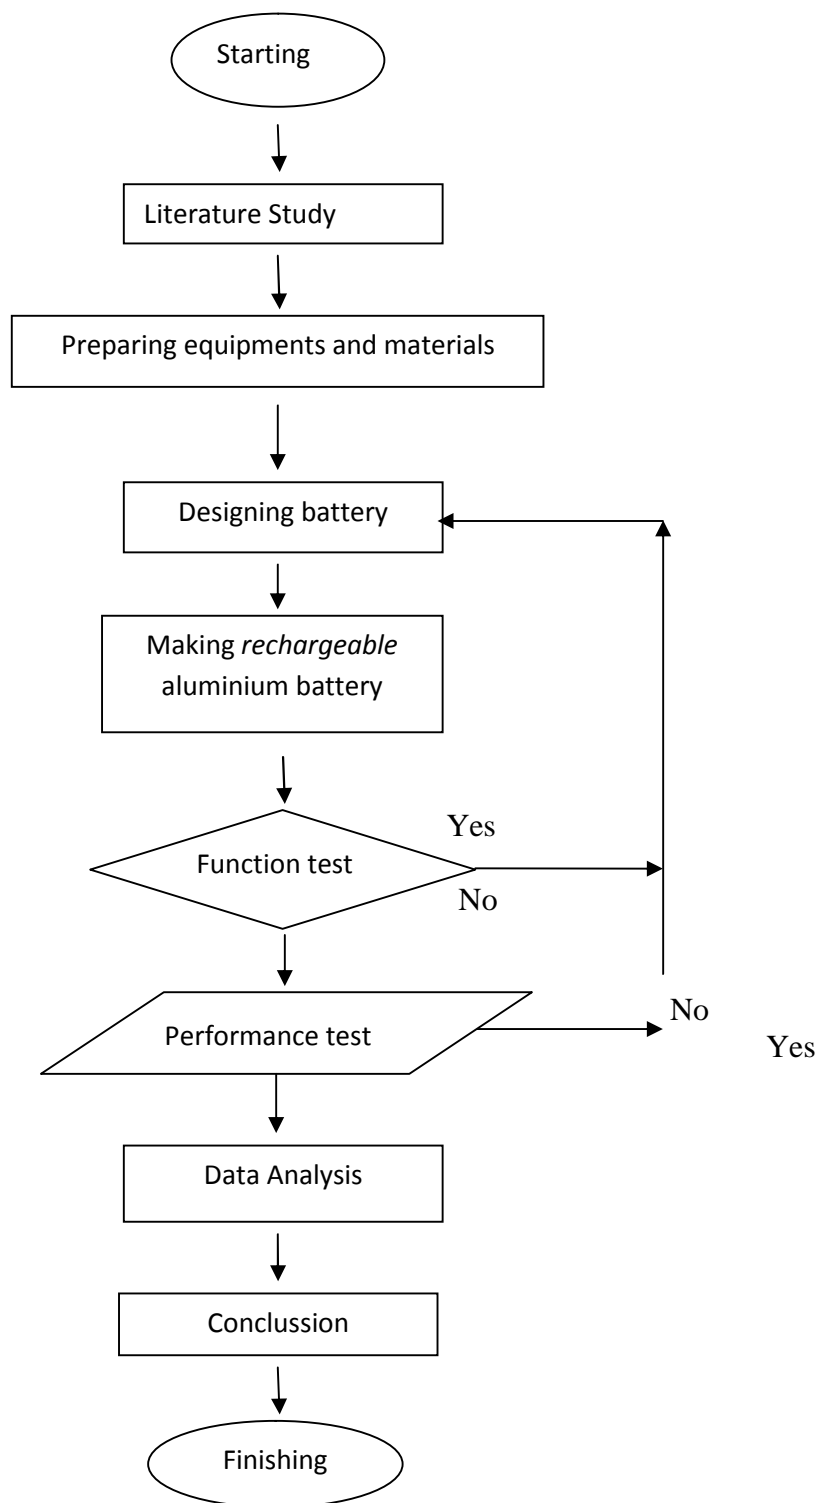 Starting
Literature Study
Preparing equipments and materials
Designing battery
Making rechargeable
aluminium battery
Yes
Function test
No
No
Performance test
Yes
Data Analysis
Conclussion
Finishing